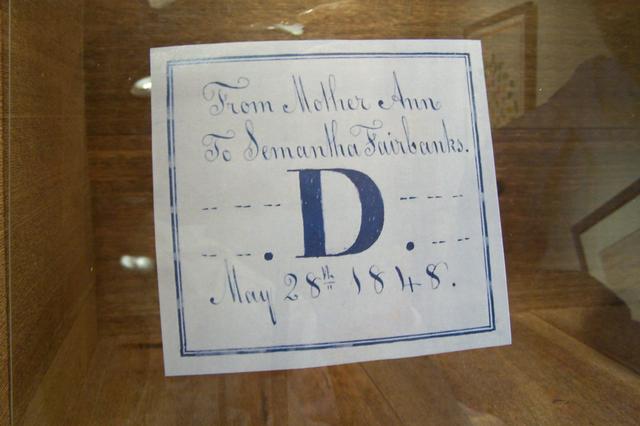 From Mother Ann
To Semantha Fairbanks.
-- -- -- D -- -- --
-- -- . . -- --
May 28th 1848.